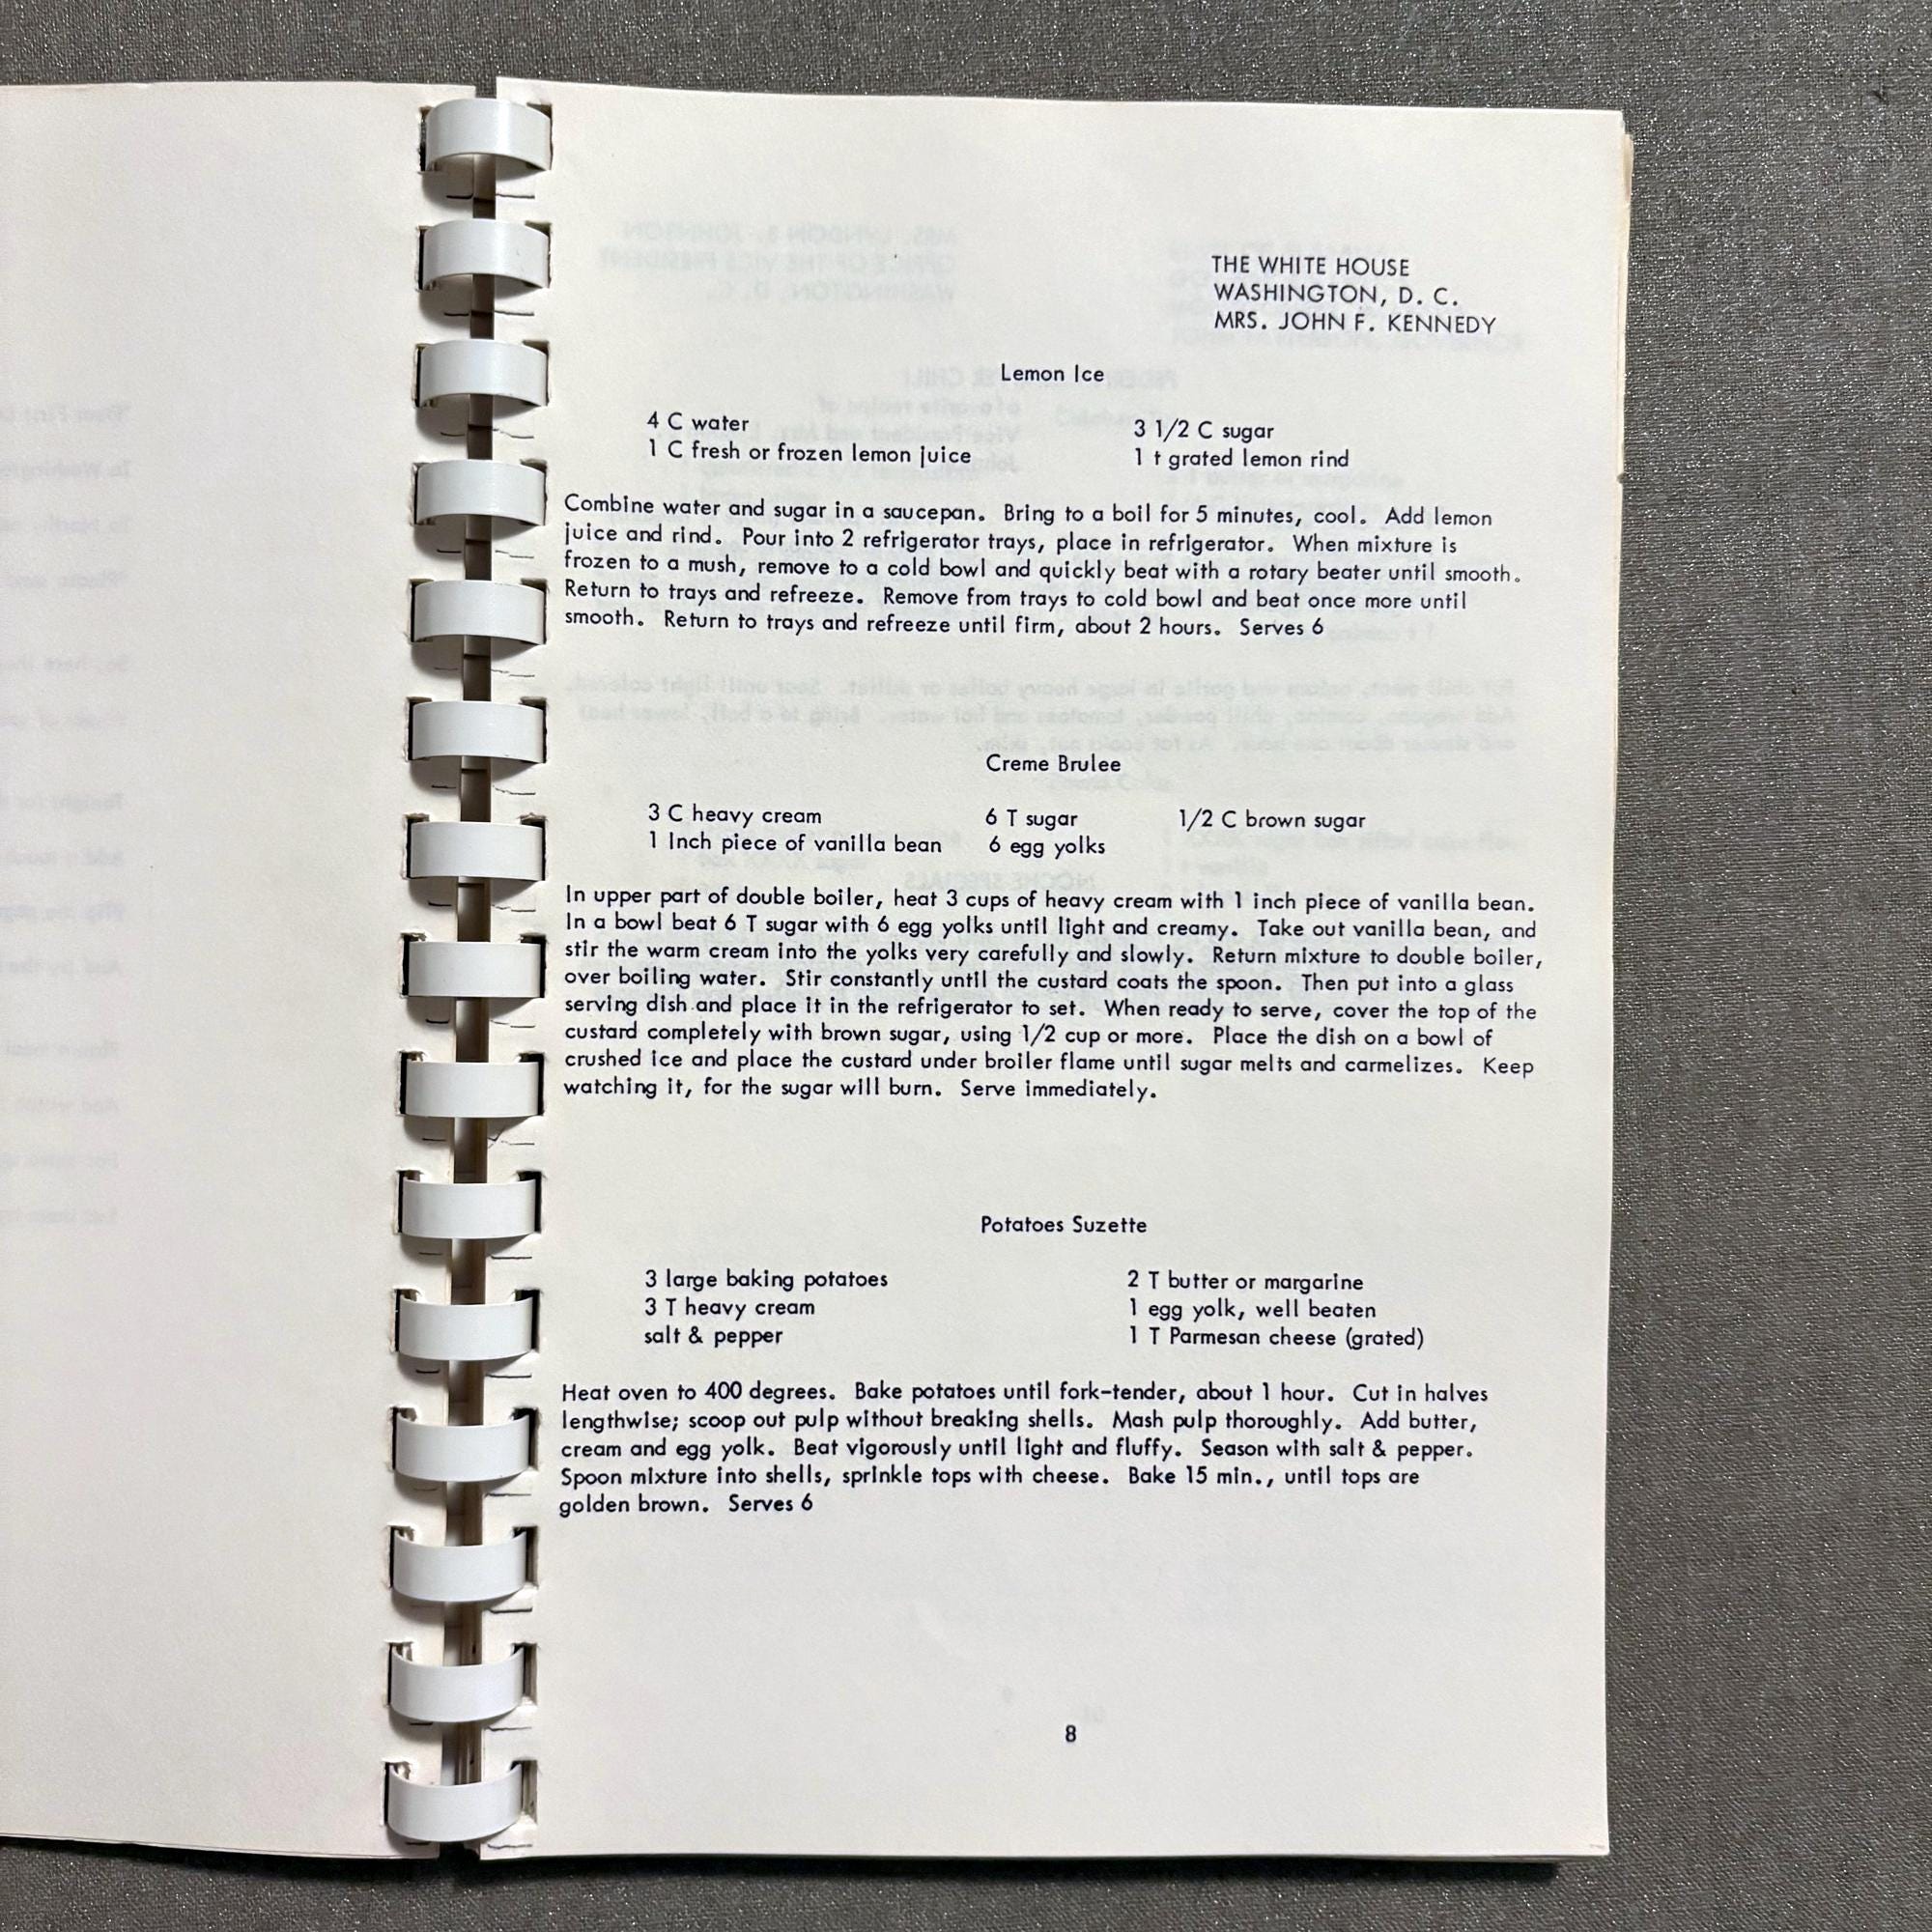 THE WHITE HOUSE
WASHINGTON, D. C.
MRS. JOHN F. KENNEDY
Lemon Ice
4 C water 3 1/2 C sugar
1 C fresh or frozen lemon juice 1 t grated lemon rind
Combine water and sugar in a saucepan. Bring to a boil for 5 minutes, cool. Add lemon
juice and rind. Pour into 2 refrigerator trays, place in refrigerator. When mixture is
frozen to a mush, remove to a cold bowl and quickly beat with a rotary beater until smooth.
Return to trays and refreeze. Remove from trays to cold bowl and beat once more until
smooth. Return to trays and refreeze until firm, about 2 hours. Serves 6
Creme Brulee
3 C heavy cream 6 T sugar 1/2 C brown sugar
1 Inch piece of vanilla bean 6 egg yolks
In upper part of double boiler, heat 3 cups of heavy cream with 1 inch piece of vanilla bean.
In a bowl beat 6 T sugar with 6 egg yolks until light and creamy. Take out vanilla bean, and
stir the warm cream into the yolks very carefully and slowly. Return mixture to double boiler,
over boiling water. Stir constantly until the custard coats the spoon. Then put into a glass
serving dish and place it in the refrigerator to set. When ready to serve, cover the top of the
custard completely with brown sugar, using 1/2 cup or more. Place the dish on a bowl of
crushed ice and place the custard under broiler flame until sugar melts and carmelizes. Keep
watching it, for the sugar will burn. Serve immediately.
Potatoes Suzette
3 large baking potatoes 2 T butter or margarine
3 T heavy cream 1 egg yolk, well beaten
salt & pepper 1 T Parmesan cheese (grated)
Heat oven to 400 degrees. Bake potatoes until fork-tender, about 1 hour. Cut in halves
lengthwise; scoop out pulp without breaking shells. Mash pulp thoroughly. Add butter,
cream and egg yolk. Beat vigorously until light and fluffy. Season with salt & pepper.
Spoon mixture into shells, sprinkle tops with cheese. Bake 15 min., until tops are
golden brown. Serves 6
8